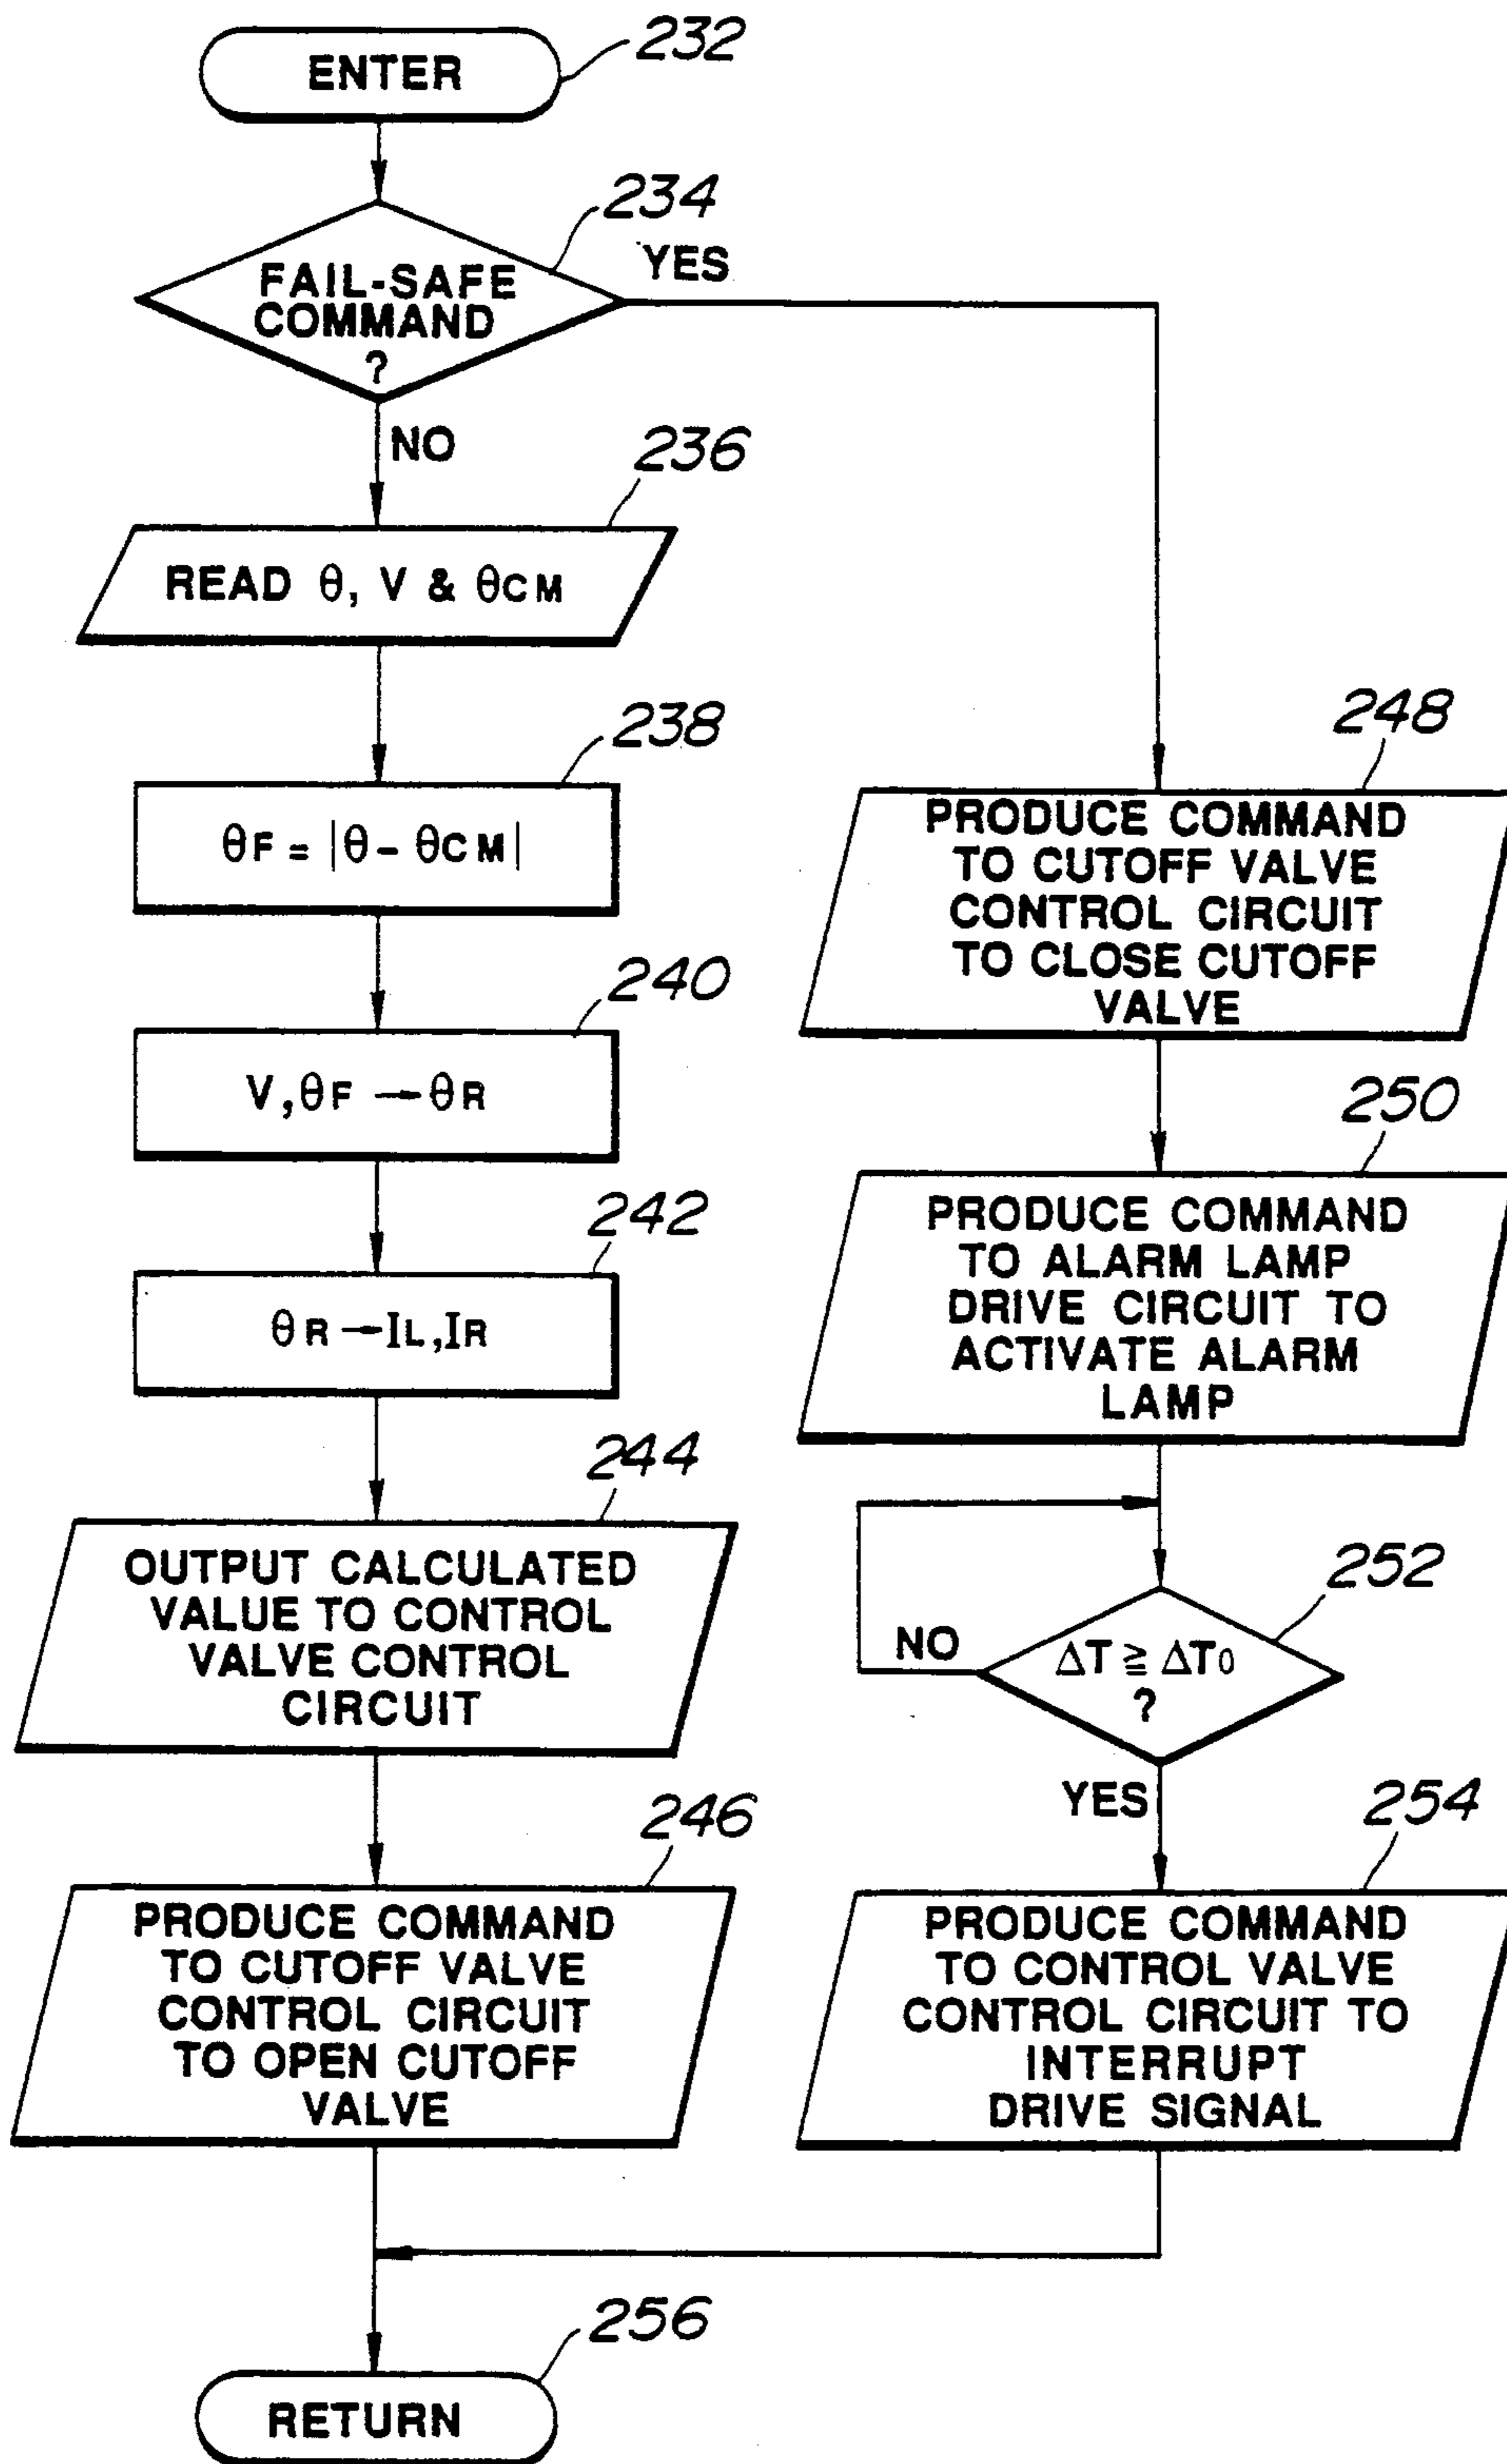 232
ENTER
234
YES
FAIL-SAFE
COMMAND
?
NO
236
READ θ, V & θCM
238
θF = |θ - θCM|
240
V, θF → θR
242
θR → IL, IR
244
OUTPUT CALCULATED
VALUE TO CONTROL
VALVE CONTROL
CIRCUIT
246
PRODUCE COMMAND
TO CUTOFF VALVE
CONTROL CIRCUIT
TO OPEN CUTOFF
VALVE
248
PRODUCE COMMAND
TO CUTOFF VALVE
CONTROL CIRCUIT
TO CLOSE CUTOFF
VALVE
250
PRODUCE COMMAND
TO ALARM LAMP
DRIVE CIRCUIT TO
ACTIVATE ALARM
LAMP
252
NO
ΔT ≧ ΔT0
?
YES
254
PRODUCE COMMAND
TO CONTROL VALVE
CONTROL CIRCUIT TO
INTERRUPT
DRIVE SIGNAL
256
RETURN